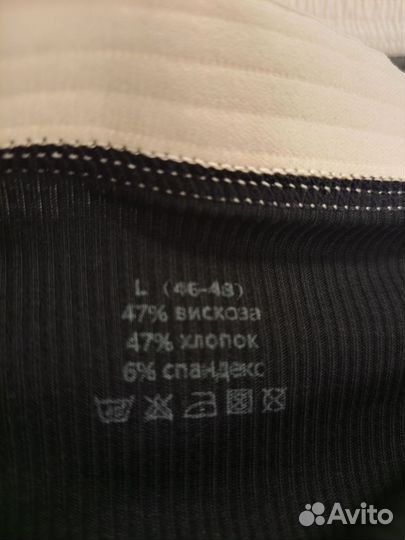 L (46-48)
47% вискоза
47% хлопок
6% спандекс
Avito